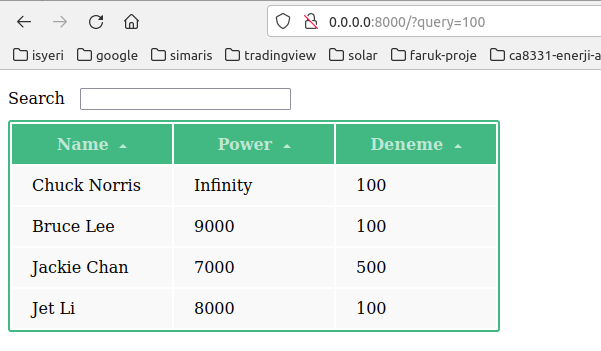 0.0.0.0:8000/?query=100
isyeri google simaris tradingview solar faruk-proje ca8331-enerji-a
Search
Name Power Deneme
Chuck Norris Infinity 100
Bruce Lee 9000 100
Jackie Chan 7000 500
Jet Li 8000 100